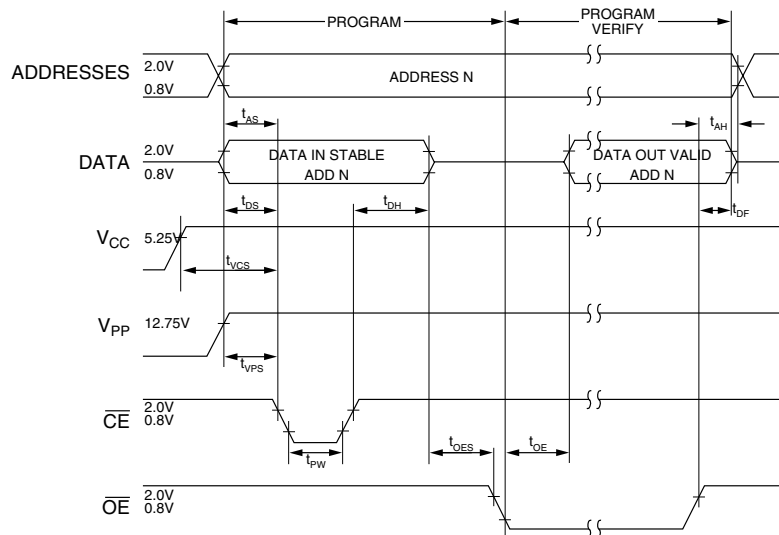 PROGRAM
PROGRAM
VERIFY
ADDRESSES
2.0V
0.8V
ADDRESS N
tAS
tAH
DATA
2.0V
0.8V
DATA IN STABLE
ADD N
DATA OUT VALID
ADD N
tDS
tDH
tDF
VCC
5.25V
tVCS
VPP
12.75V
tVPS
CE
2.0V
0.8V
tPW
tOES
tOE
OE
2.0V
0.8V